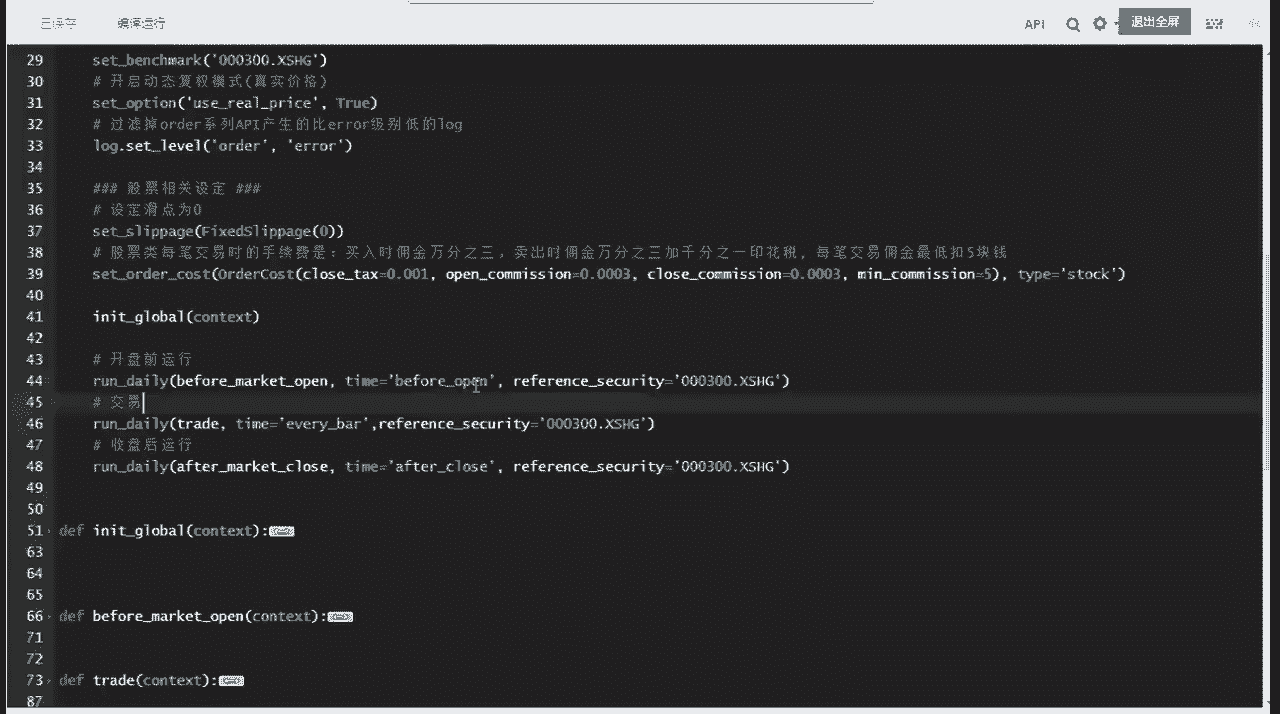 已保存
编译运行
API
退出全屏
29 set_benchmark('000300.XSHG')
30 # 开启动态复权模式(真实价格)
31 set_option('use_real_price', True)
32 # 过滤掉order系列API产生的比error级别低的log
33 log.set_level('order', 'error')
34
35 ### 股票相关设定 ###
36 # 设定滑点为0
37 set_slippage(FixedSlippage(0))
38 # 股票类每笔交易时的手续费是：买入时佣金万分之三，卖出时佣金万分之三加千分之一印花税, 每笔交易佣金最低扣5块钱
39 set_order_cost(OrderCost(close_tax=0.001, open_commission=0.0003, close_commission=0.0003, min_commission=5), type='stock')
40
41 init_global(context)
42
43 # 开盘前运行
44 run_daily(before_market_open, time='before_open', reference_security='000300.XSHG')
45 # 交易
46 run_daily(trade, time='every_bar',reference_security='000300.XSHG')
47 # 收盘后运行
48 run_daily(after_market_close, time='after_close', reference_security='000300.XSHG')
49
50
51 def init_global(context):
63
64
65
66 def before_market_open(context):
71
72
73 def trade(context):
87